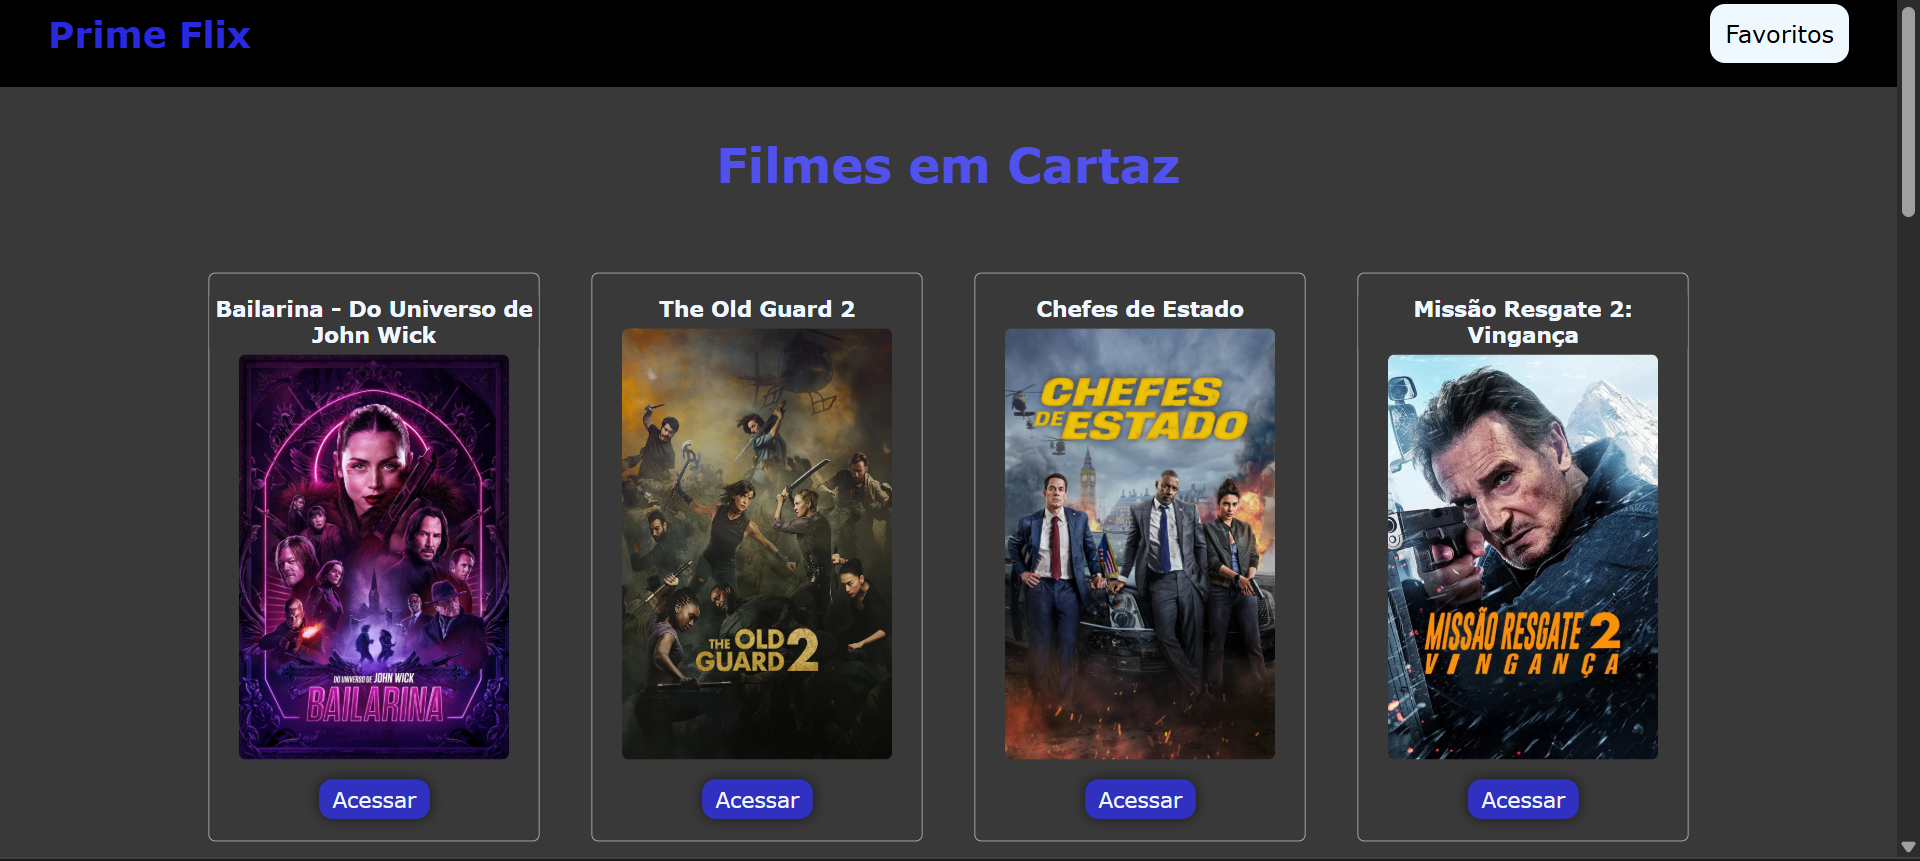 Prime Flix
Favoritos
Filmes em Cartaz
Bailarina - Do Universo de
John Wick
DO UNIVERSO DE JOHN WICK
BAILARINA
Acessar
The Old Guard 2
THE OLD
GUARD 2
Acessar
Chefes de Estado
CHEFES
DE ESTADO
Acessar
Missão Resgate 2:
Vingança
MISSÃO RESGATE 2
VINGANÇA
Acessar